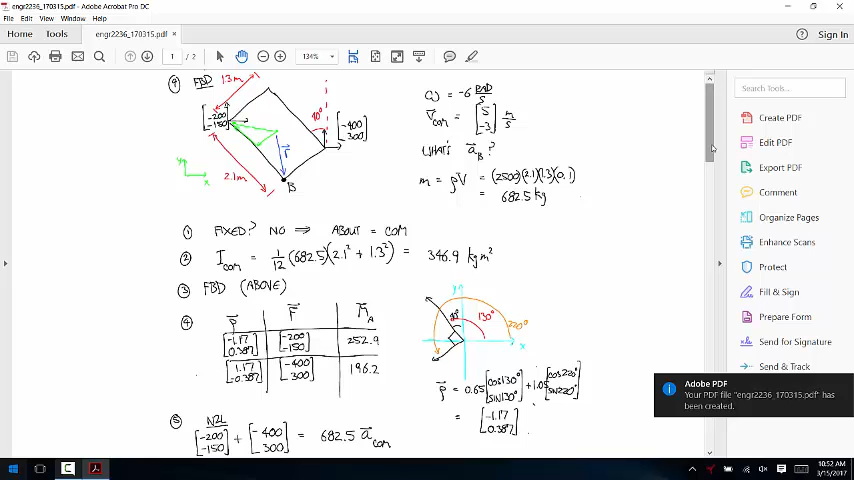 engr2236_170315.pdf - Adobe Acrobat Pro DC
File Edit View Window Help
Home Tools engr2236_170315.pdf × Sign In
1 / 2 134%
Search Tools...
Create PDF
Edit PDF
Export PDF
Comment
Organize Pages
Enhance Scans
Protect
Fill & Sign
Prepare Form
Send for Signature
Send & Track
④ FBD
1.3m
[-200 -150]
40°
[-400 300]
r
2.1m
B
y
x
ω = -6 RAD/S
V COM = [5 -3] m/s
WHAT'S a B?
m = ρV = (2500)(2.1)(1.3)(0.1)
= 682.5 kg
① FIXED? NO ⇒ ABOUT = COM
② I COM = 1/12 (682.5)(2.1² + 1.3²) = 346.9 kg m²
③ FBD (ABOVE)
④ ρ F M A
[-1.17 0.387] [-200 -150] 252.9
[1.17 0.387] [-400 300] 196.2
y
130°
220°
x
ρ = 0.65 [cos130° sin130°] + 1.05 [cos220° sin220°]
= [-1.17 -0.387]
⑤ N2L
[-200 -150] + [-400 300] = 682.5 a COM
Adobe PDF
Your PDF file "engr2236_170315.pdf" has
been created.
10:52 AM
3/15/2017